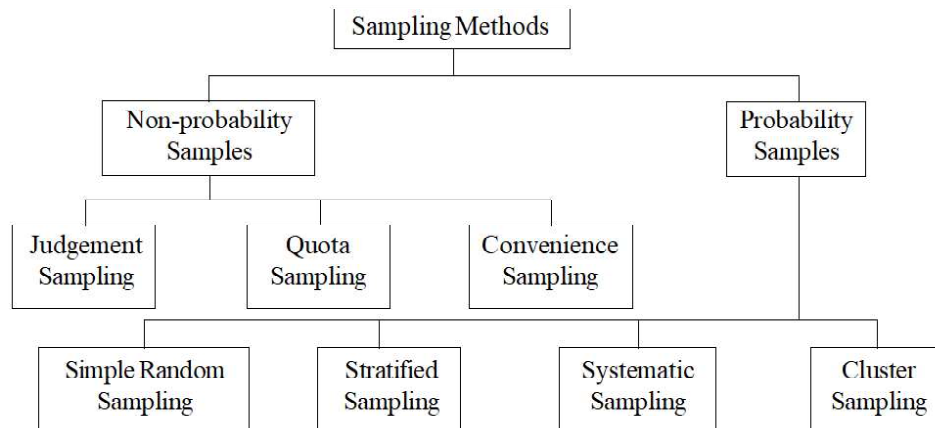 Sampling Methods
Non-probability
Samples
Probability
Samples
Judgement
Sampling
Quota
Sampling
Convenience
Sampling
Simple Random
Sampling
Stratified
Sampling
Systematic
Sampling
Cluster
Sampling